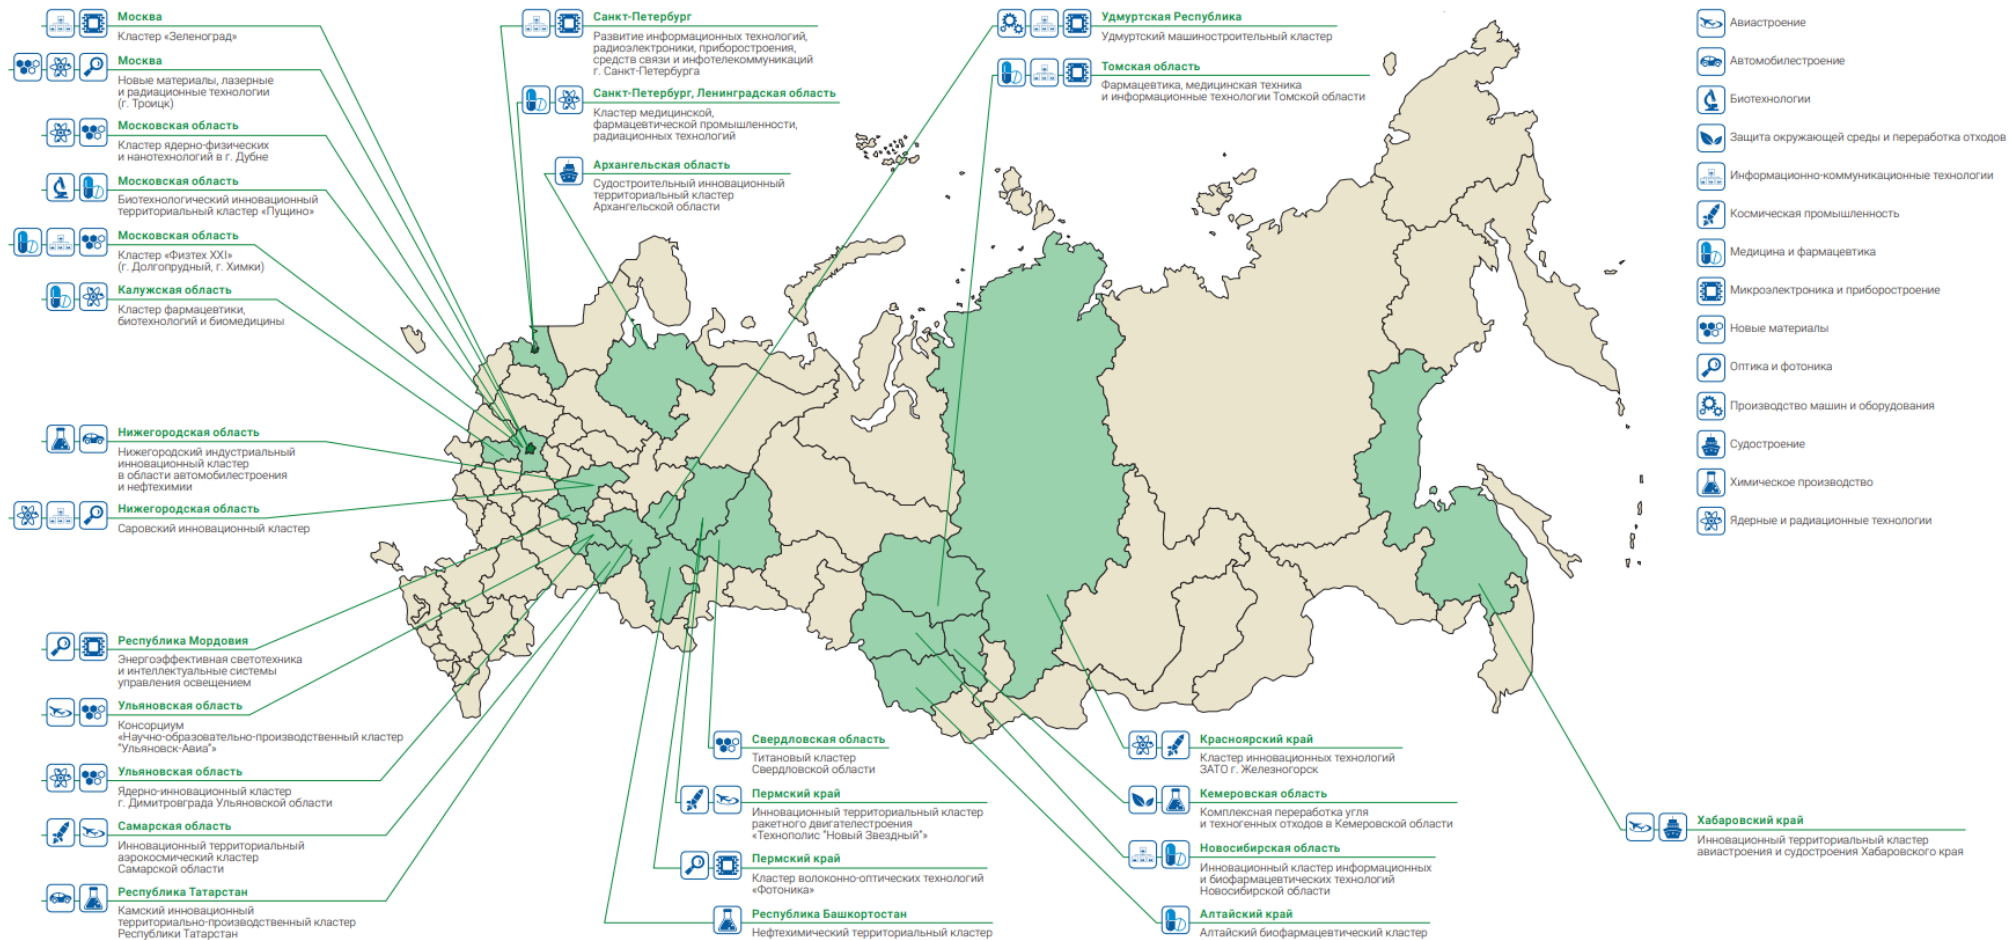 Москва
Кластер «Зеленоград»
Москва
Новые материалы, лазерные
и радиационные технологии
(г. Троицк)
Московская область
Кластер ядерно-физических
и нанотехнологий в г. Дубне
Московская область
Биотехнологический инновационный
территориальный кластер «Пущино»
Московская область
Кластер «Физтех XXI»
(г. Долгопрудный, г. Химки)
Калужская область
Кластер фармацевтики,
биотехнологий и биомедицины
Нижегородская область
Нижегородский индустриальный
инновационный кластер
в области автомобилестроения
и нефтехимии
Нижегородская область
Саровский инновационный кластер
Республика Мордовия
Энергоэффективная светотехника
и интеллектуальные системы
управления освещением
Ульяновская область
Консорциум
«Научно-образовательно-производственный кластер
"Ульяновск-Авиа"»
Ульяновская область
Ядерно-инновационный кластер
г. Димитровграда Ульяновской области
Самарская область
Инновационный территориальный
аэрокосмический кластер
Самарской области
Республика Татарстан
Камский инновационный
территориально-производственный кластер
Республики Татарстан
Санкт-Петербург
Развитие информационных технологий,
радиоэлектроники, приборостроения,
средств связи и инфотелекоммуникаций
г. Санкт-Петербурга
Санкт-Петербург, Ленинградская область
Кластер медицинской,
фармацевтической промышленности,
радиационных технологий
Архангельская область
Судостроительный инновационный
территориальный кластер
Архангельской области
Удмуртская Республика
Удмуртский машиностроительный кластер
Томская область
Фармацевтика, медицинская техника
и информационные технологии Томской области
Свердловская область
Титановый кластер
Свердловской области
Пермский край
Инновационный территориальный кластер
ракетного двигателестроения
«Технополис "Новый Звездный"»
Пермский край
Кластер волоконно-оптических технологий
«Фотоника»
Республика Башкортостан
Нефтехимический территориальный кластер
Красноярский край
Кластер инновационных технологий
ЗАТО г. Железногорск
Кемеровская область
Комплексная переработка угля
и техногенных отходов в Кемеровской области
Новосибирская область
Инновационный кластер информационных
и биофармацевтических технологий
Новосибирской области
Алтайский край
Алтайский биофармацевтический кластер
Хабаровский край
Инновационный территориальный кластер
авиастроения и судостроения Хабаровского края
Авиастроение
Автомобилестроение
Биотехнологии
Защита окружающей среды и переработка отходов
Информационно-коммуникационные технологии
Космическая промышленность
Медицина и фармацевтика
Микроэлектроника и приборостроение
Новые материалы
Оптика и фотоника
Производство машин и оборудования
Судостроение
Химическое производство
Ядерные и радиационные технологии